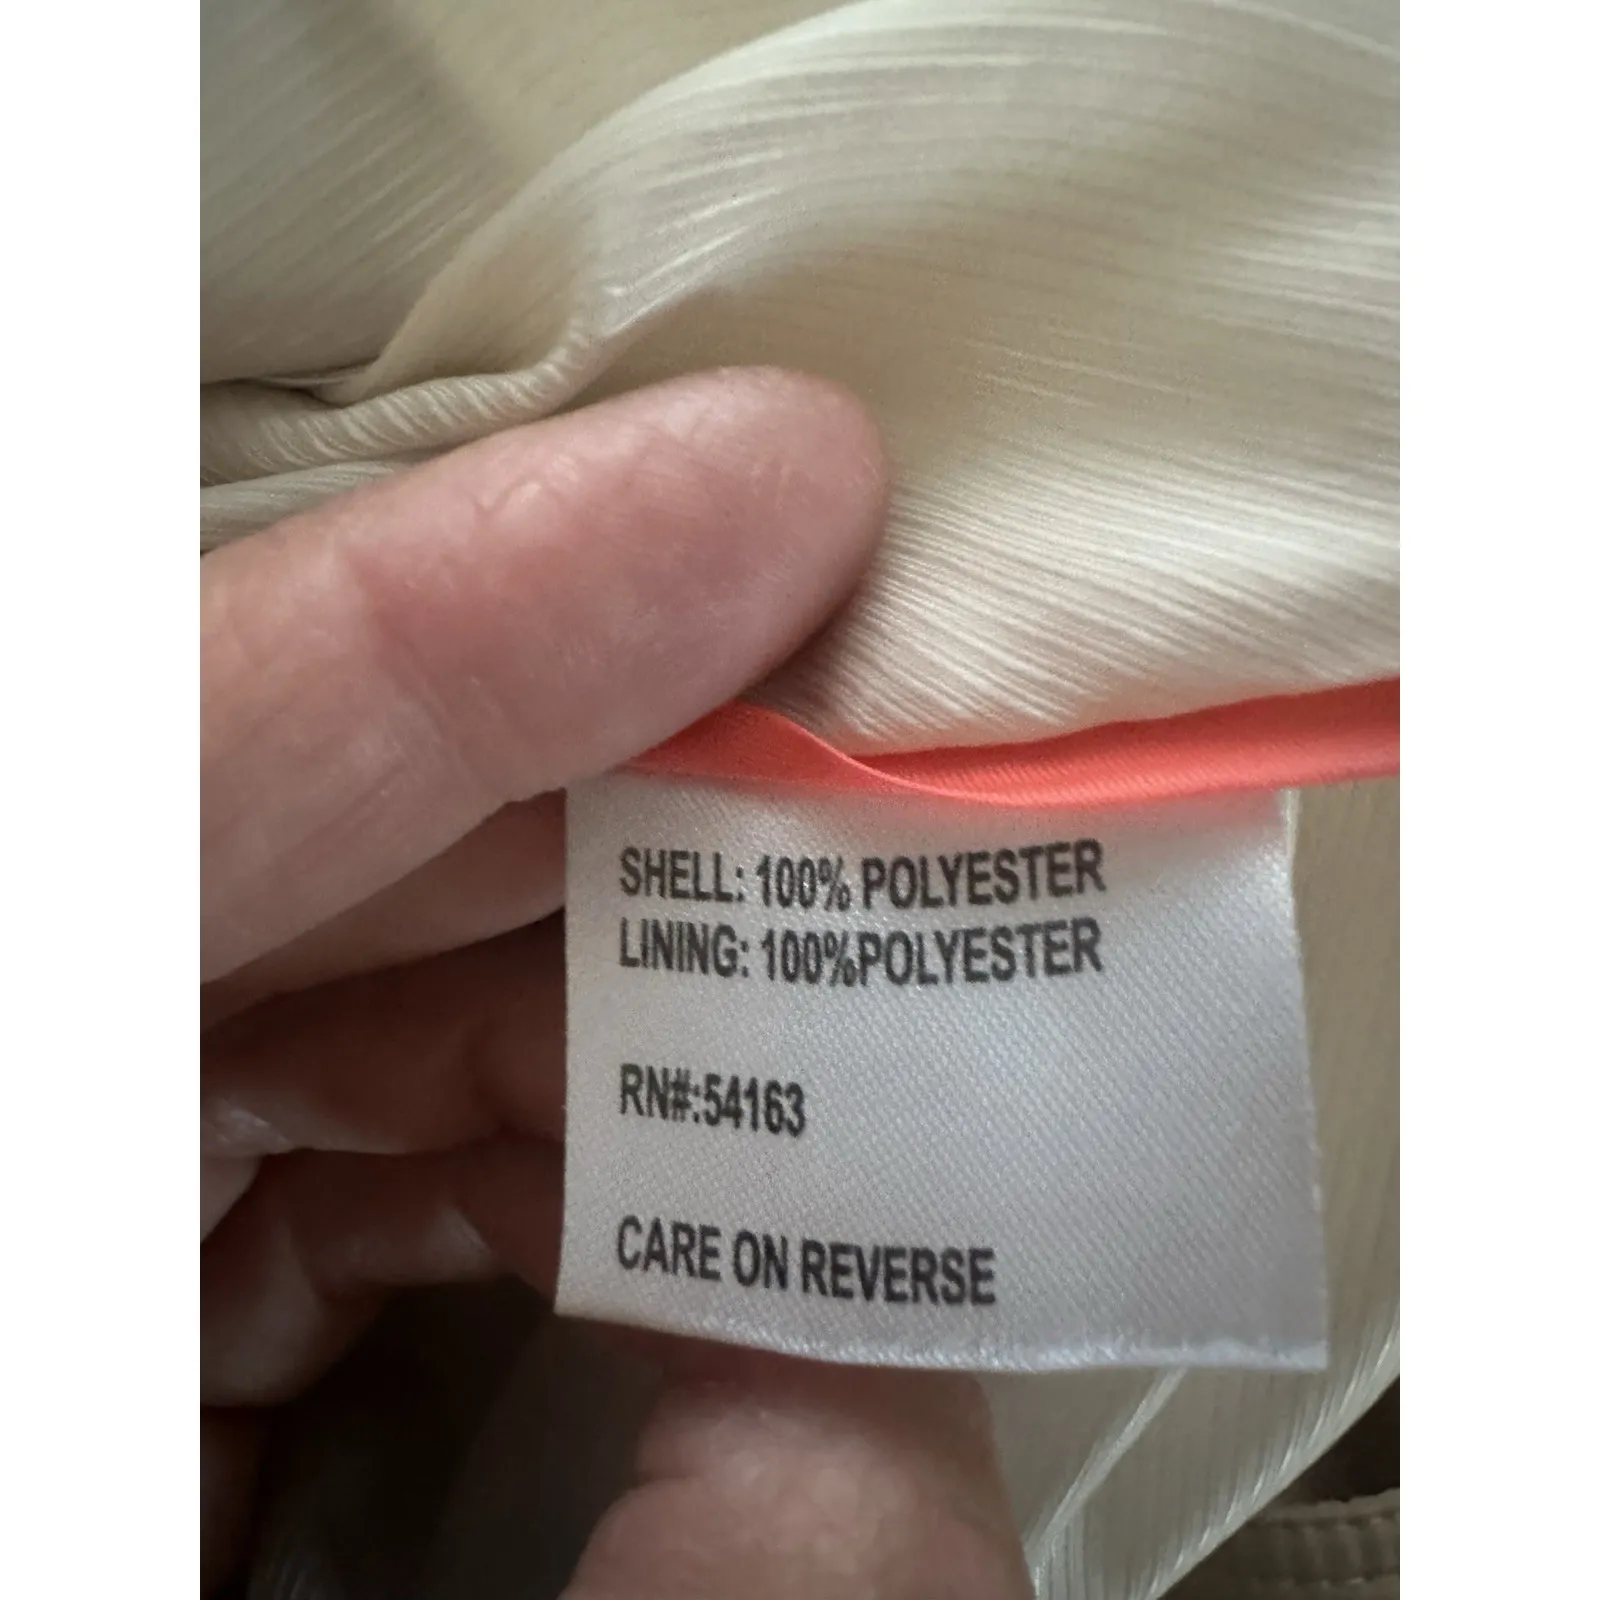 SHELL: 100% POLYESTER
LINING: 100%POLYESTER
RN#:54163
CARE ON REVERSE